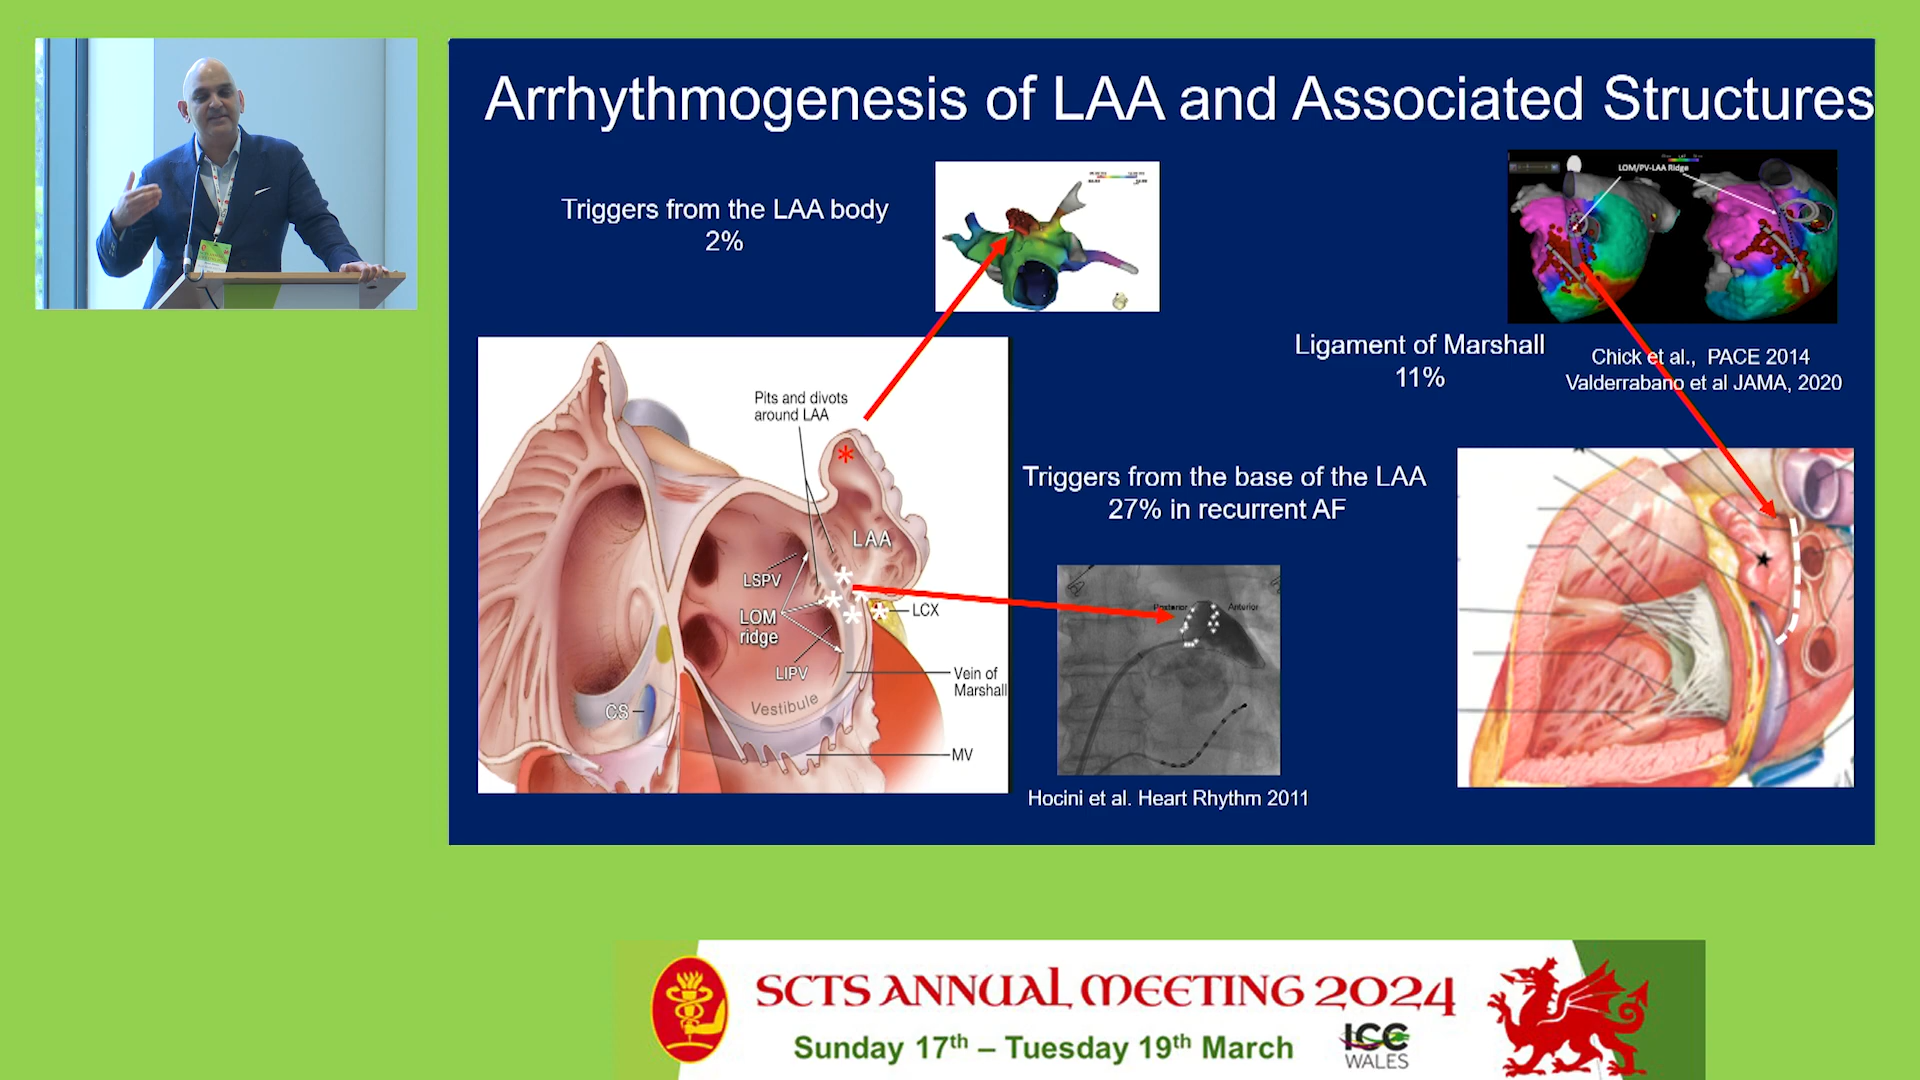 Arrhythmogenesis of LAA and Associated Structures
Triggers from the LAA body
2%
LOM/PV-LAA Ridge
Ligament of Marshall
11%
Chick et al., PACE 2014
Valderrabano et al JAMA, 2020
Pits and divots
around LAA
LAA
LSPV
LOM
ridge
LCX
LIPV
Vein of
Marshall
Vestibule
CS
MV
Triggers from the base of the LAA
27% in recurrent AF
Posterior
Anterior
Hocini et al. Heart Rhythm 2011
SCTS ANNUAL MEETING 2024
Sunday 17th – Tuesday 19th March
ICC
WALES